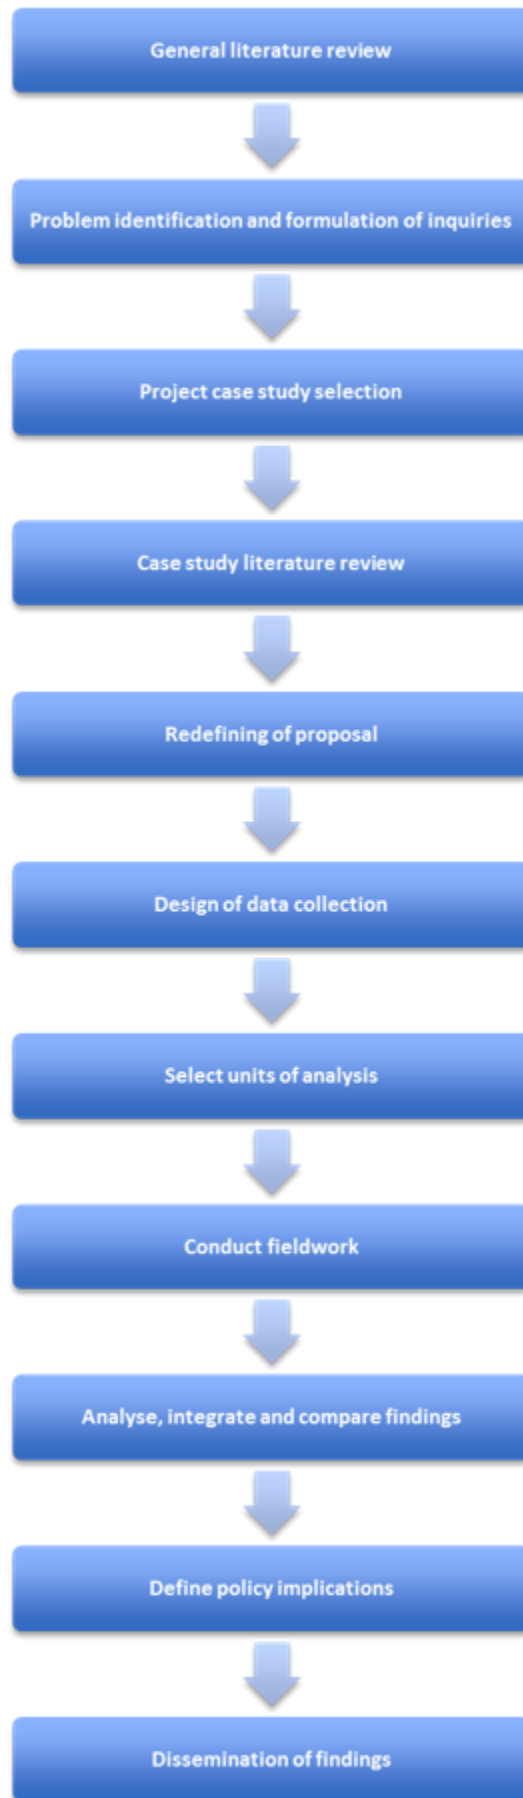 General literature review
Problem identification and formulation of inquiries
Project case study selection
Case study literature review
Redefining of proposal
Design of data collection
Select units of analysis
Conduct fieldwork
Analyse, integrate and compare findings
Define policy implications
Dissemination of findings